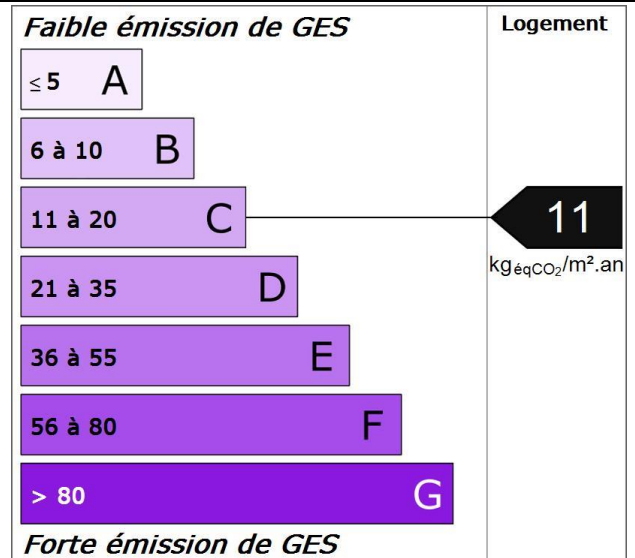 Faible émission de GES
Logement
≤ 5 A
6 à 10 B
11 à 20 C
11
kgéqCO₂/m².an
21 à 35 D
36 à 55 E
56 à 80 F
> 80 G
Forte émission de GES